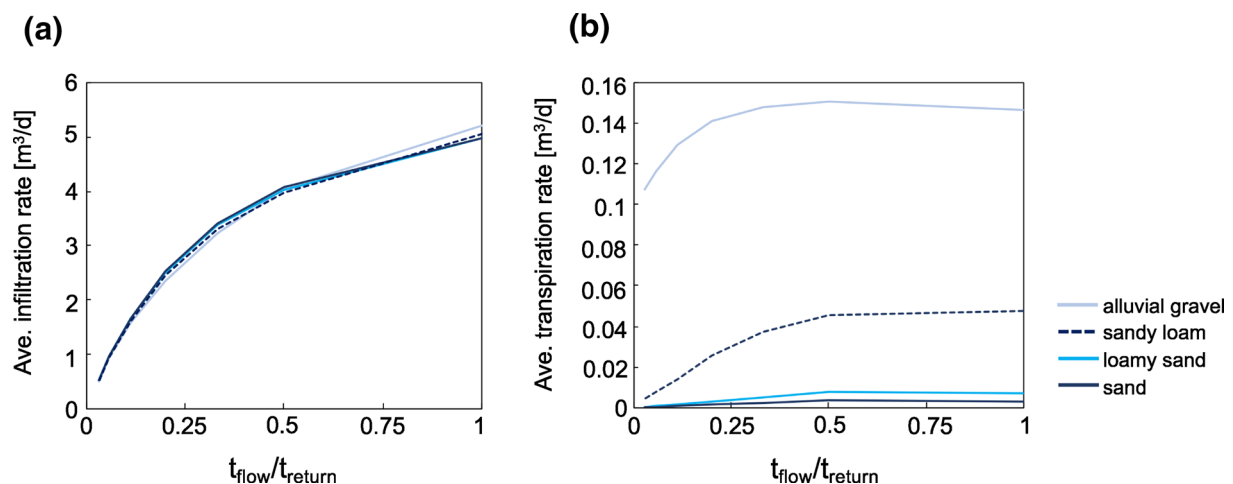 (a)
Ave. infiltration rate [m³/d]
6
5
4
3
2
1
0
0 0.25 0.5 0.75 1
t_flow/t_return
(b)
Ave. transpiration rate [m³/d]
0.16
0.14
0.12
0.1
0.08
0.06
0.04
0.02
0
0 0.25 0.5 0.75 1
t_flow/t_return
alluvial gravel
sandy loam
loamy sand
sand